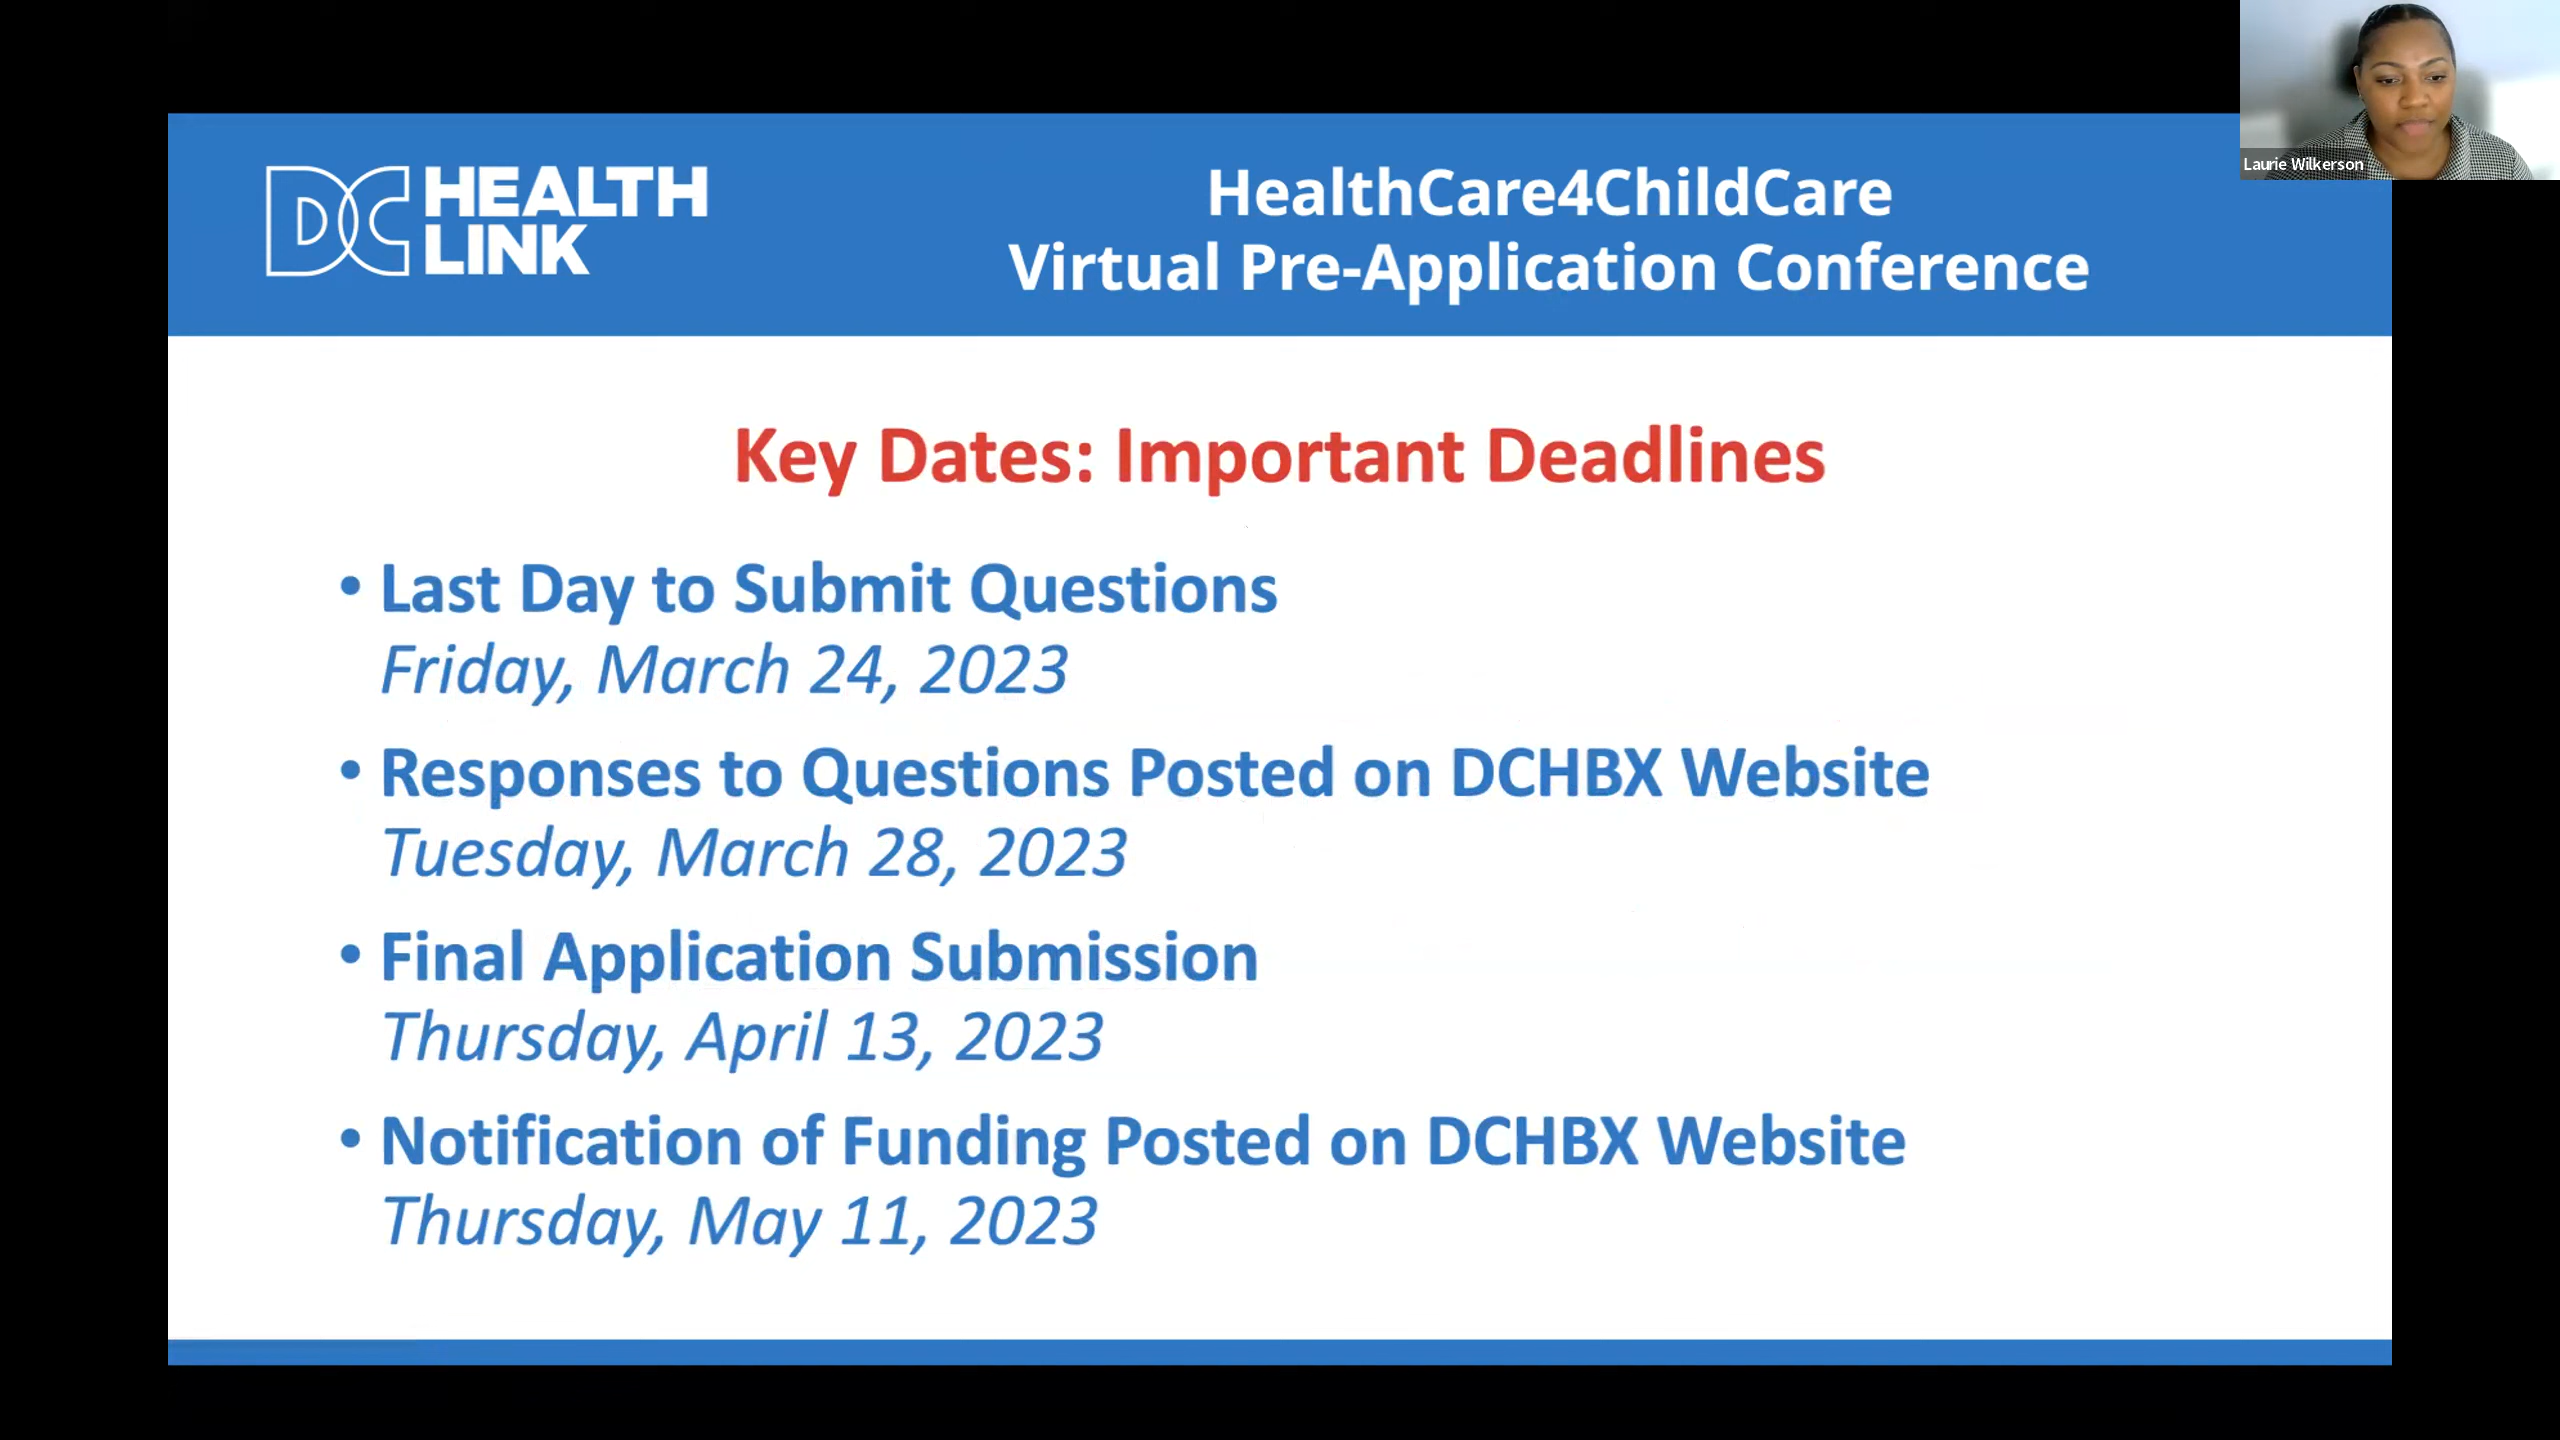 DC HEALTH
LINK
HealthCare4ChildCare
Virtual Pre-Application Conference
Laurie Wilkerson
Key Dates: Important Deadlines
• Last Day to Submit Questions
Friday, March 24, 2023
• Responses to Questions Posted on DCHBX Website
Tuesday, March 28, 2023
• Final Application Submission
Thursday, April 13, 2023
• Notification of Funding Posted on DCHBX Website
Thursday, May 11, 2023